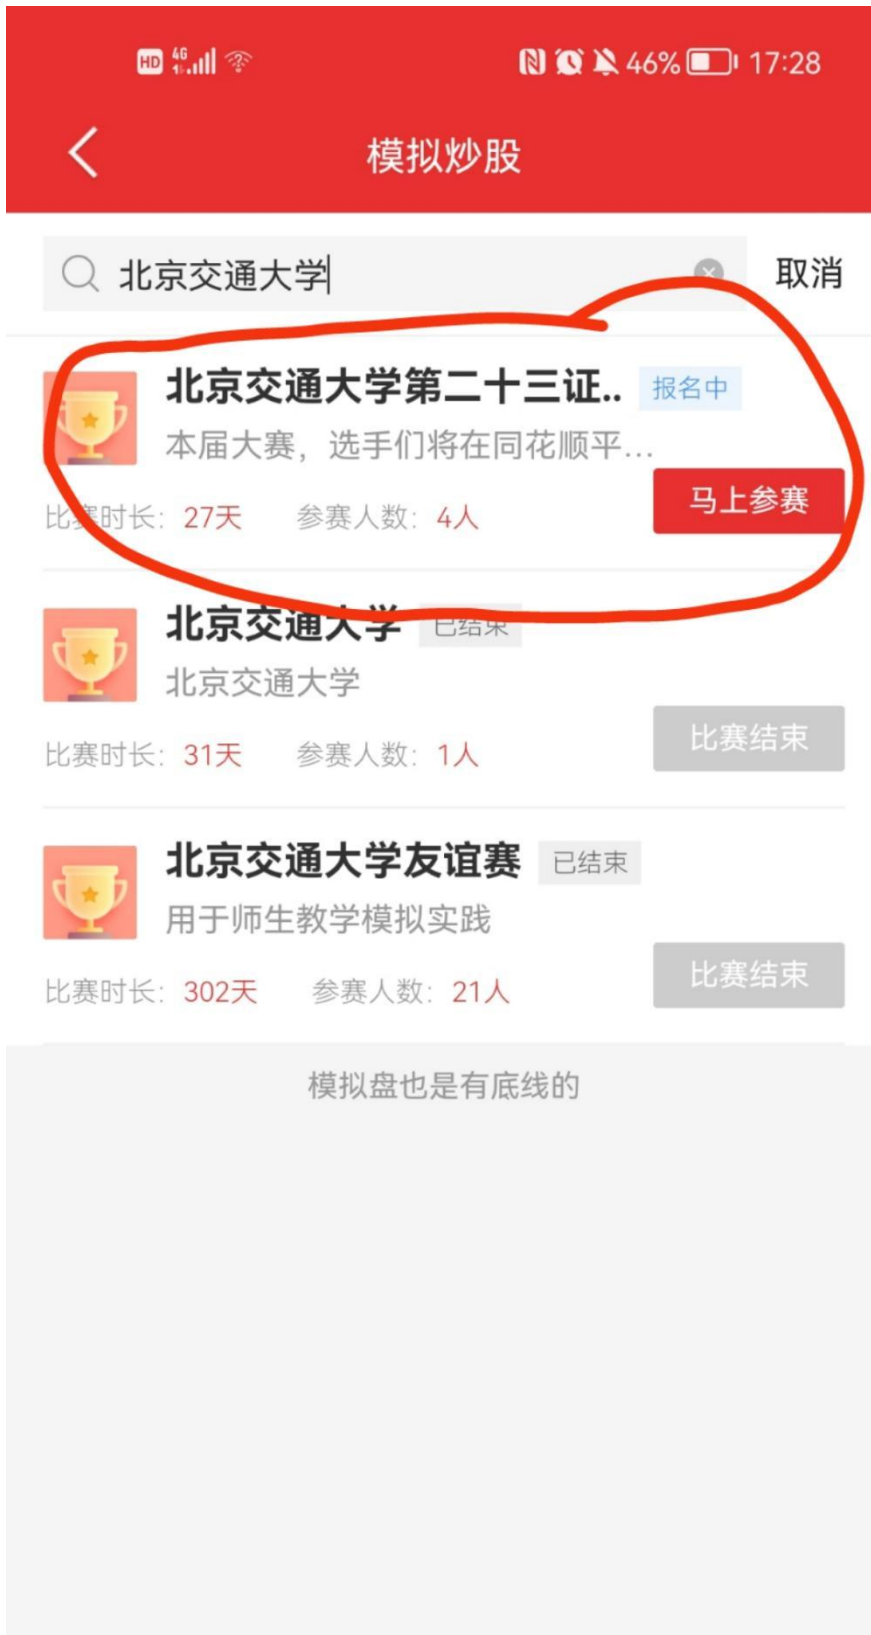 HD 4G 46% 17:28
模拟炒股
北京交通大学 取消
北京交通大学第二十三证.. 报名中
本届大赛，选手们将在同花顺平...
比赛时长：27天 参赛人数：4人 马上参赛
北京交通大学 已结束
北京交通大学
比赛时长：31天 参赛人数：1人 比赛结束
北京交通大学友谊赛 已结束
用于师生教学模拟实践
比赛时长：302天 参赛人数：21人 比赛结束
模拟盘也是有底线的